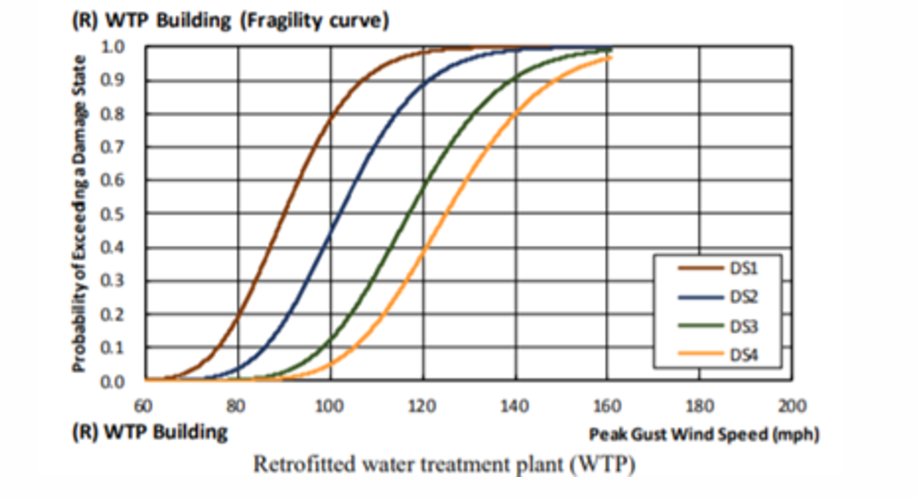 (R) WTP Building (Fragility curve)
Probability of Exceeding a Damage State
1.0
0.9
0.8
0.7
0.6
0.5
0.4
0.3
0.2
0.1
0.0
DS1
DS2
DS3
DS4
60 80 100 120 140 160 180 200
(R) WTP Building Peak Gust Wind Speed (mph)
Retrofitted water treatment plant (WTP)